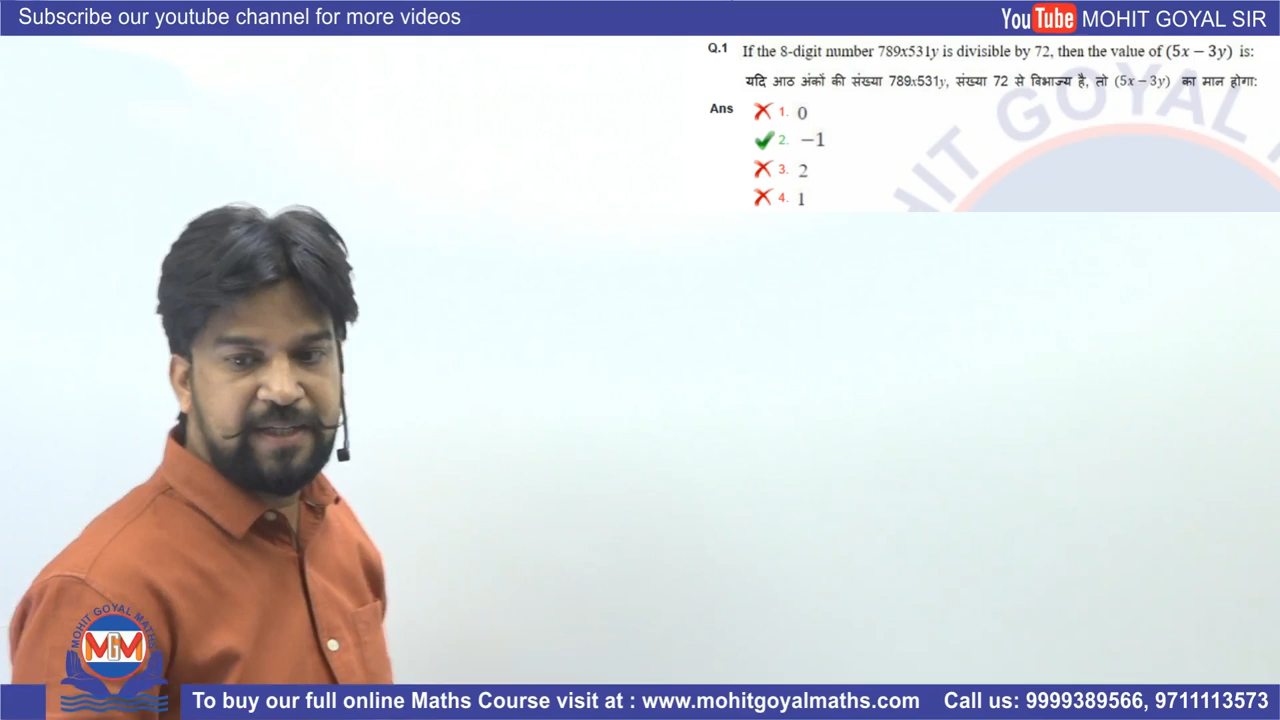 Subscribe our youtube channel for more videos
YouTube MOHIT GOYAL SIR
Q.1 If the 8-digit number 789x531y is divisible by 72, then the value of (5x − 3y) is:
यदि आठ अंकों की संख्या 789x531y, संख्या 72 से विभाज्य है, तो (5x − 3y) का मान होगा:
Ans
1. 0
2. −1
3. 2
4. 1
MOHIT GOYAL M
MOHIT GOYAL MATHS
MGM
To buy our full online Maths Course visit at : www.mohitgoyalmaths.com Call us: 9999389566, 9711113573